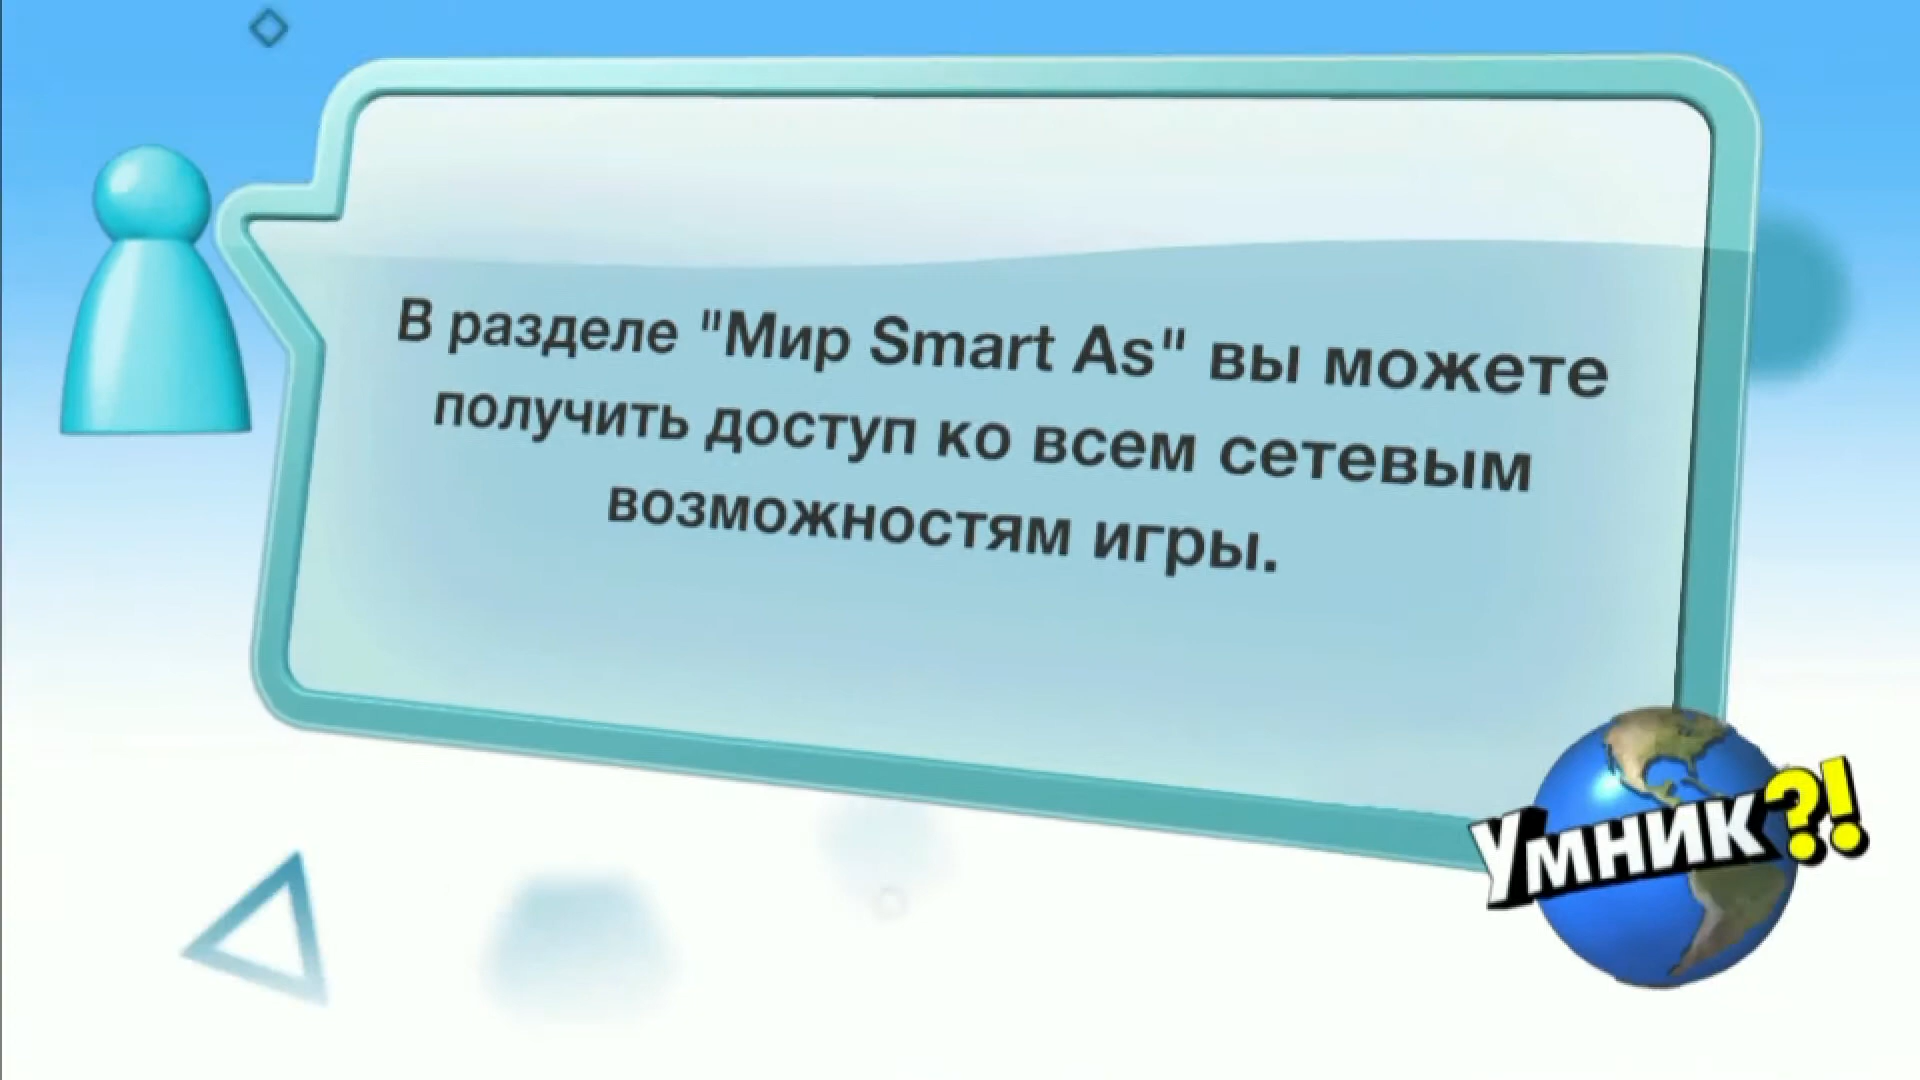 В разделе "Мир Smart As" вы можете
получить доступ ко всем сетевым
возможностям игры.
Умник?!